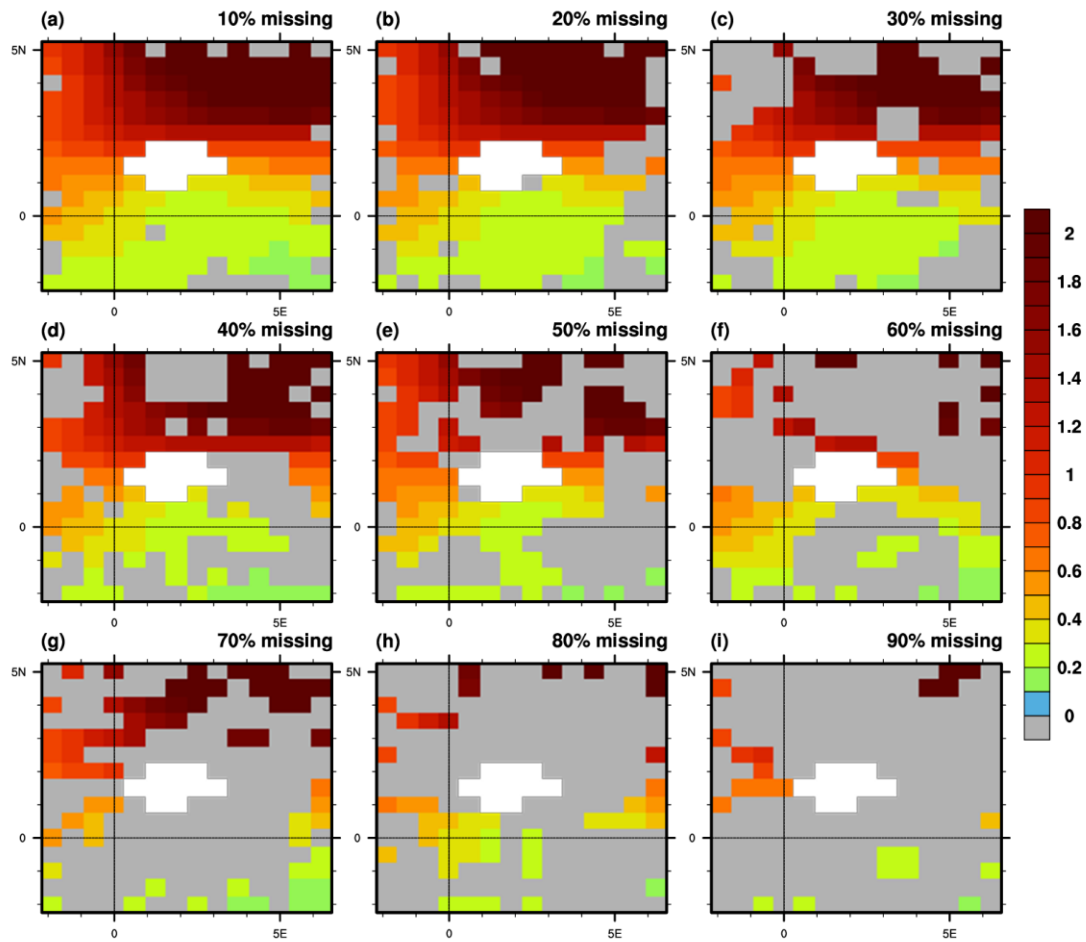 (a) 10% missing (b) 20% missing (c) 30% missing
5N 5N 5N
0 0 0
0 5E 0 5E 0 5E
(d) 40% missing (e) 50% missing (f) 60% missing
5N 5N 5N
0 0 0
0 5E 0 5E 0 5E
(g) 70% missing (h) 80% missing (i) 90% missing
5N 5N 5N
0 0 0
0 5E 0 5E 0 5E
2
1.8
1.6
1.4
1.2
1
0.8
0.6
0.4
0.2
0